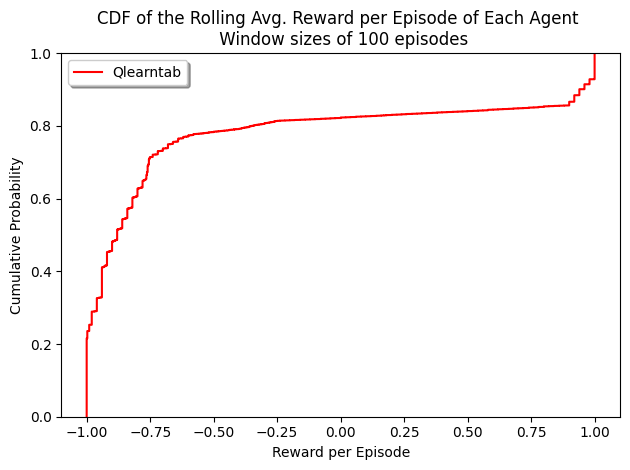 CDF of the Rolling Avg. Reward per Episode of Each Agent
Window sizes of 100 episodes
Qlearntab
1.0
0.8
0.6
0.4
0.2
0.0
Cumulative Probability
−1.00 −0.75 −0.50 −0.25 0.00 0.25 0.50 0.75 1.00
Reward per Episode